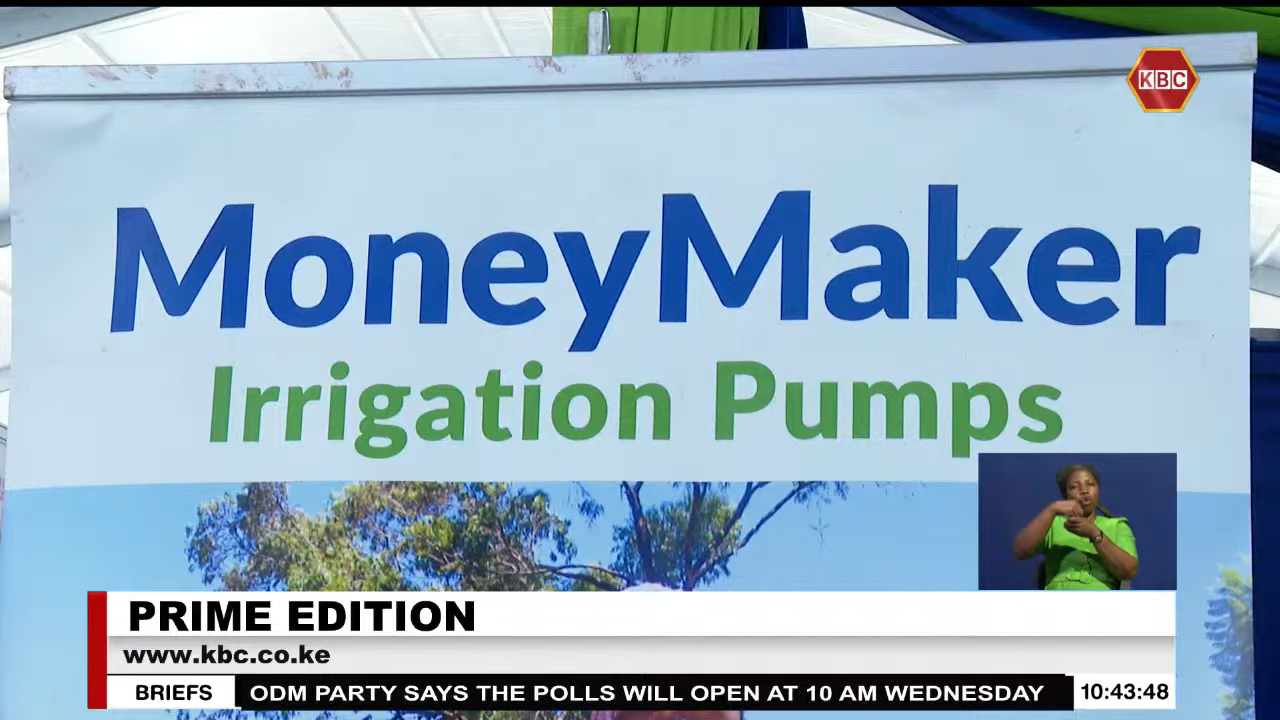 KBC
MoneyMaker
Irrigation Pumps
PRIME EDITION
www.kbc.co.ke
BRIEFS ODM PARTY SAYS THE POLLS WILL OPEN AT 10 AM WEDNESDAY 10:43:48